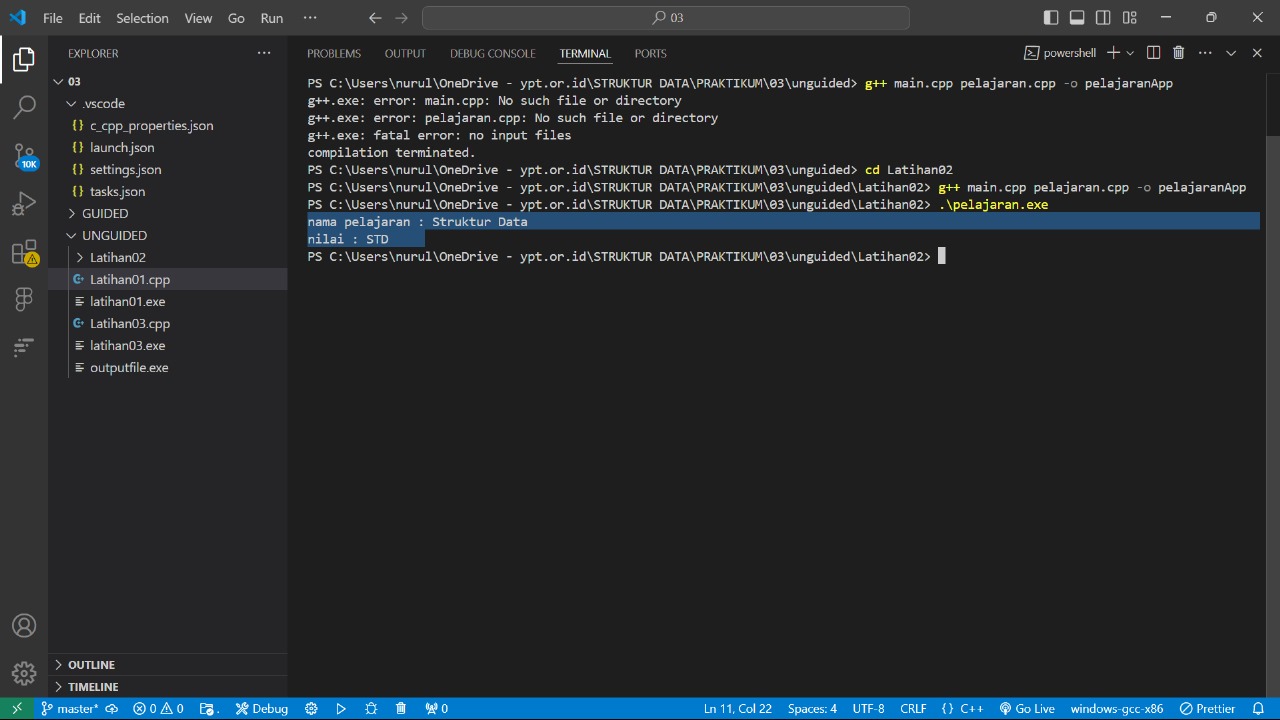 File Edit Selection View Go Run ··· 03
EXPLORER ···
03
.vscode
{} c_cpp_properties.json
{} launch.json
{} settings.json
{} tasks.json
GUIDED
UNGUIDED
Latihan02
Latihan01.cpp
latihan01.exe
Latihan03.cpp
latihan03.exe
outputfile.exe
OUTLINE
TIMELINE
10K
PROBLEMS OUTPUT DEBUG CONSOLE TERMINAL PORTS powershell ···
PS C:\Users\nurul\OneDrive - ypt.or.id\STRUKTUR DATA\PRAKTIKUM\03\unguided> g++ main.cpp pelajaran.cpp -o pelajaranApp
g++.exe: error: main.cpp: No such file or directory
g++.exe: error: pelajaran.cpp: No such file or directory
g++.exe: fatal error: no input files
compilation terminated.
PS C:\Users\nurul\OneDrive - ypt.or.id\STRUKTUR DATA\PRAKTIKUM\03\unguided> cd Latihan02
PS C:\Users\nurul\OneDrive - ypt.or.id\STRUKTUR DATA\PRAKTIKUM\03\unguided\Latihan02> g++ main.cpp pelajaran.cpp -o pelajaranApp
PS C:\Users\nurul\OneDrive - ypt.or.id\STRUKTUR DATA\PRAKTIKUM\03\unguided\Latihan02> .\pelajaran.exe
nama pelajaran : Struktur Data
nilai : STD
PS C:\Users\nurul\OneDrive - ypt.or.id\STRUKTUR DATA\PRAKTIKUM\03\unguided\Latihan02>
master* 0 0 Debug 0 Ln 11, Col 22 Spaces: 4 UTF-8 CRLF {} C++ Go Live windows-gcc-x86 Prettier